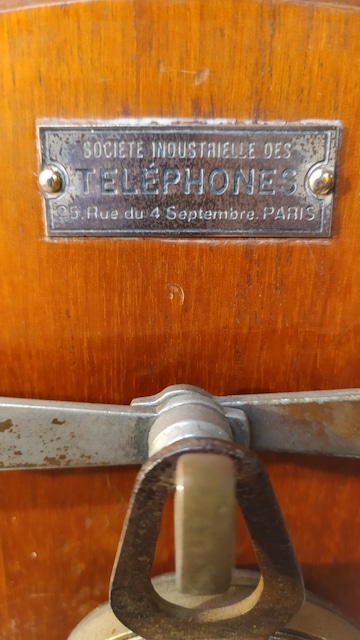 SOCIÉTÉ INDUSTRIELLE DES
TÉLÉPHONES
25, Rue du 4 Septembre, PARIS